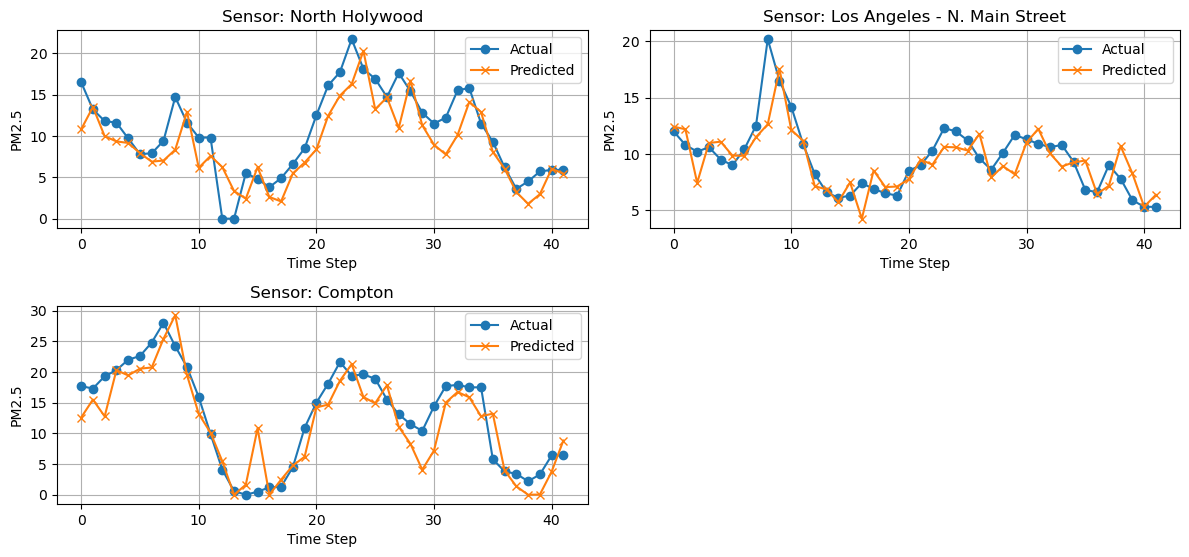 Sensor: North Holywood
PM2.5
20
15
10
5
0
Actual
Predicted
0 10 20 30 40
Time Step
Sensor: Los Angeles - N. Main Street
PM2.5
20
15
10
5
Actual
Predicted
0 10 20 30 40
Time Step
Sensor: Compton
PM2.5
30
25
20
15
10
5
0
Actual
Predicted
0 10 20 30 40
Time Step